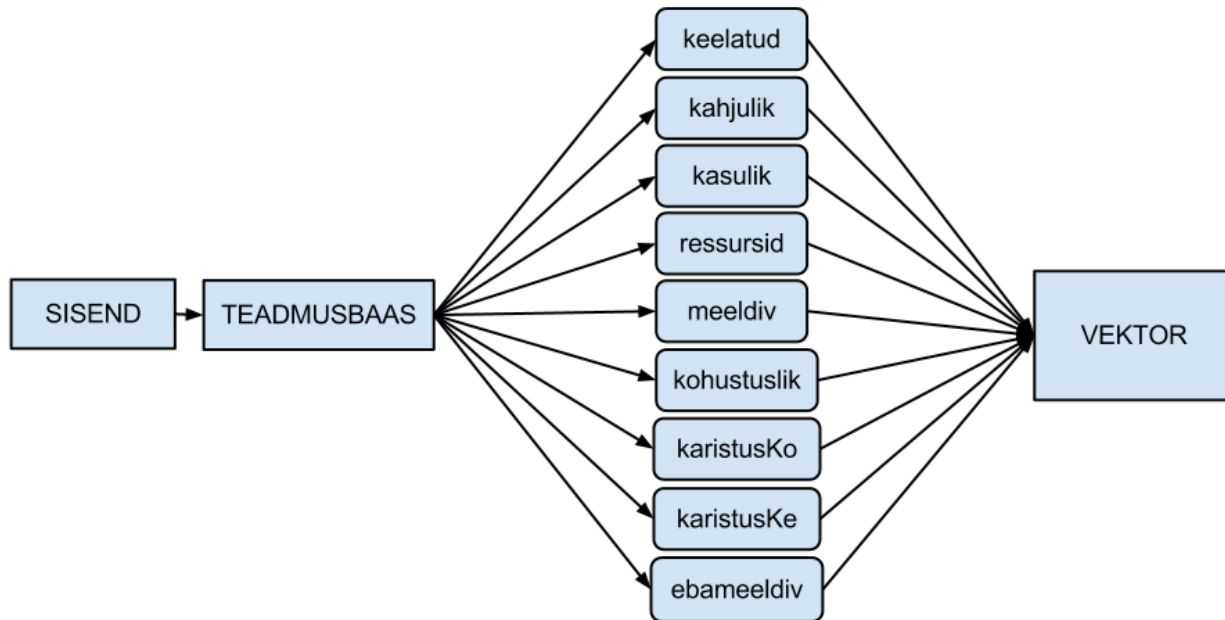 SISEND
TEADMUSBAAS
keelatud
kahjulik
kasulik
ressursid
meeldiv
kohustuslik
karistusKo
karistusKe
ebameeldiv
VEKTOR